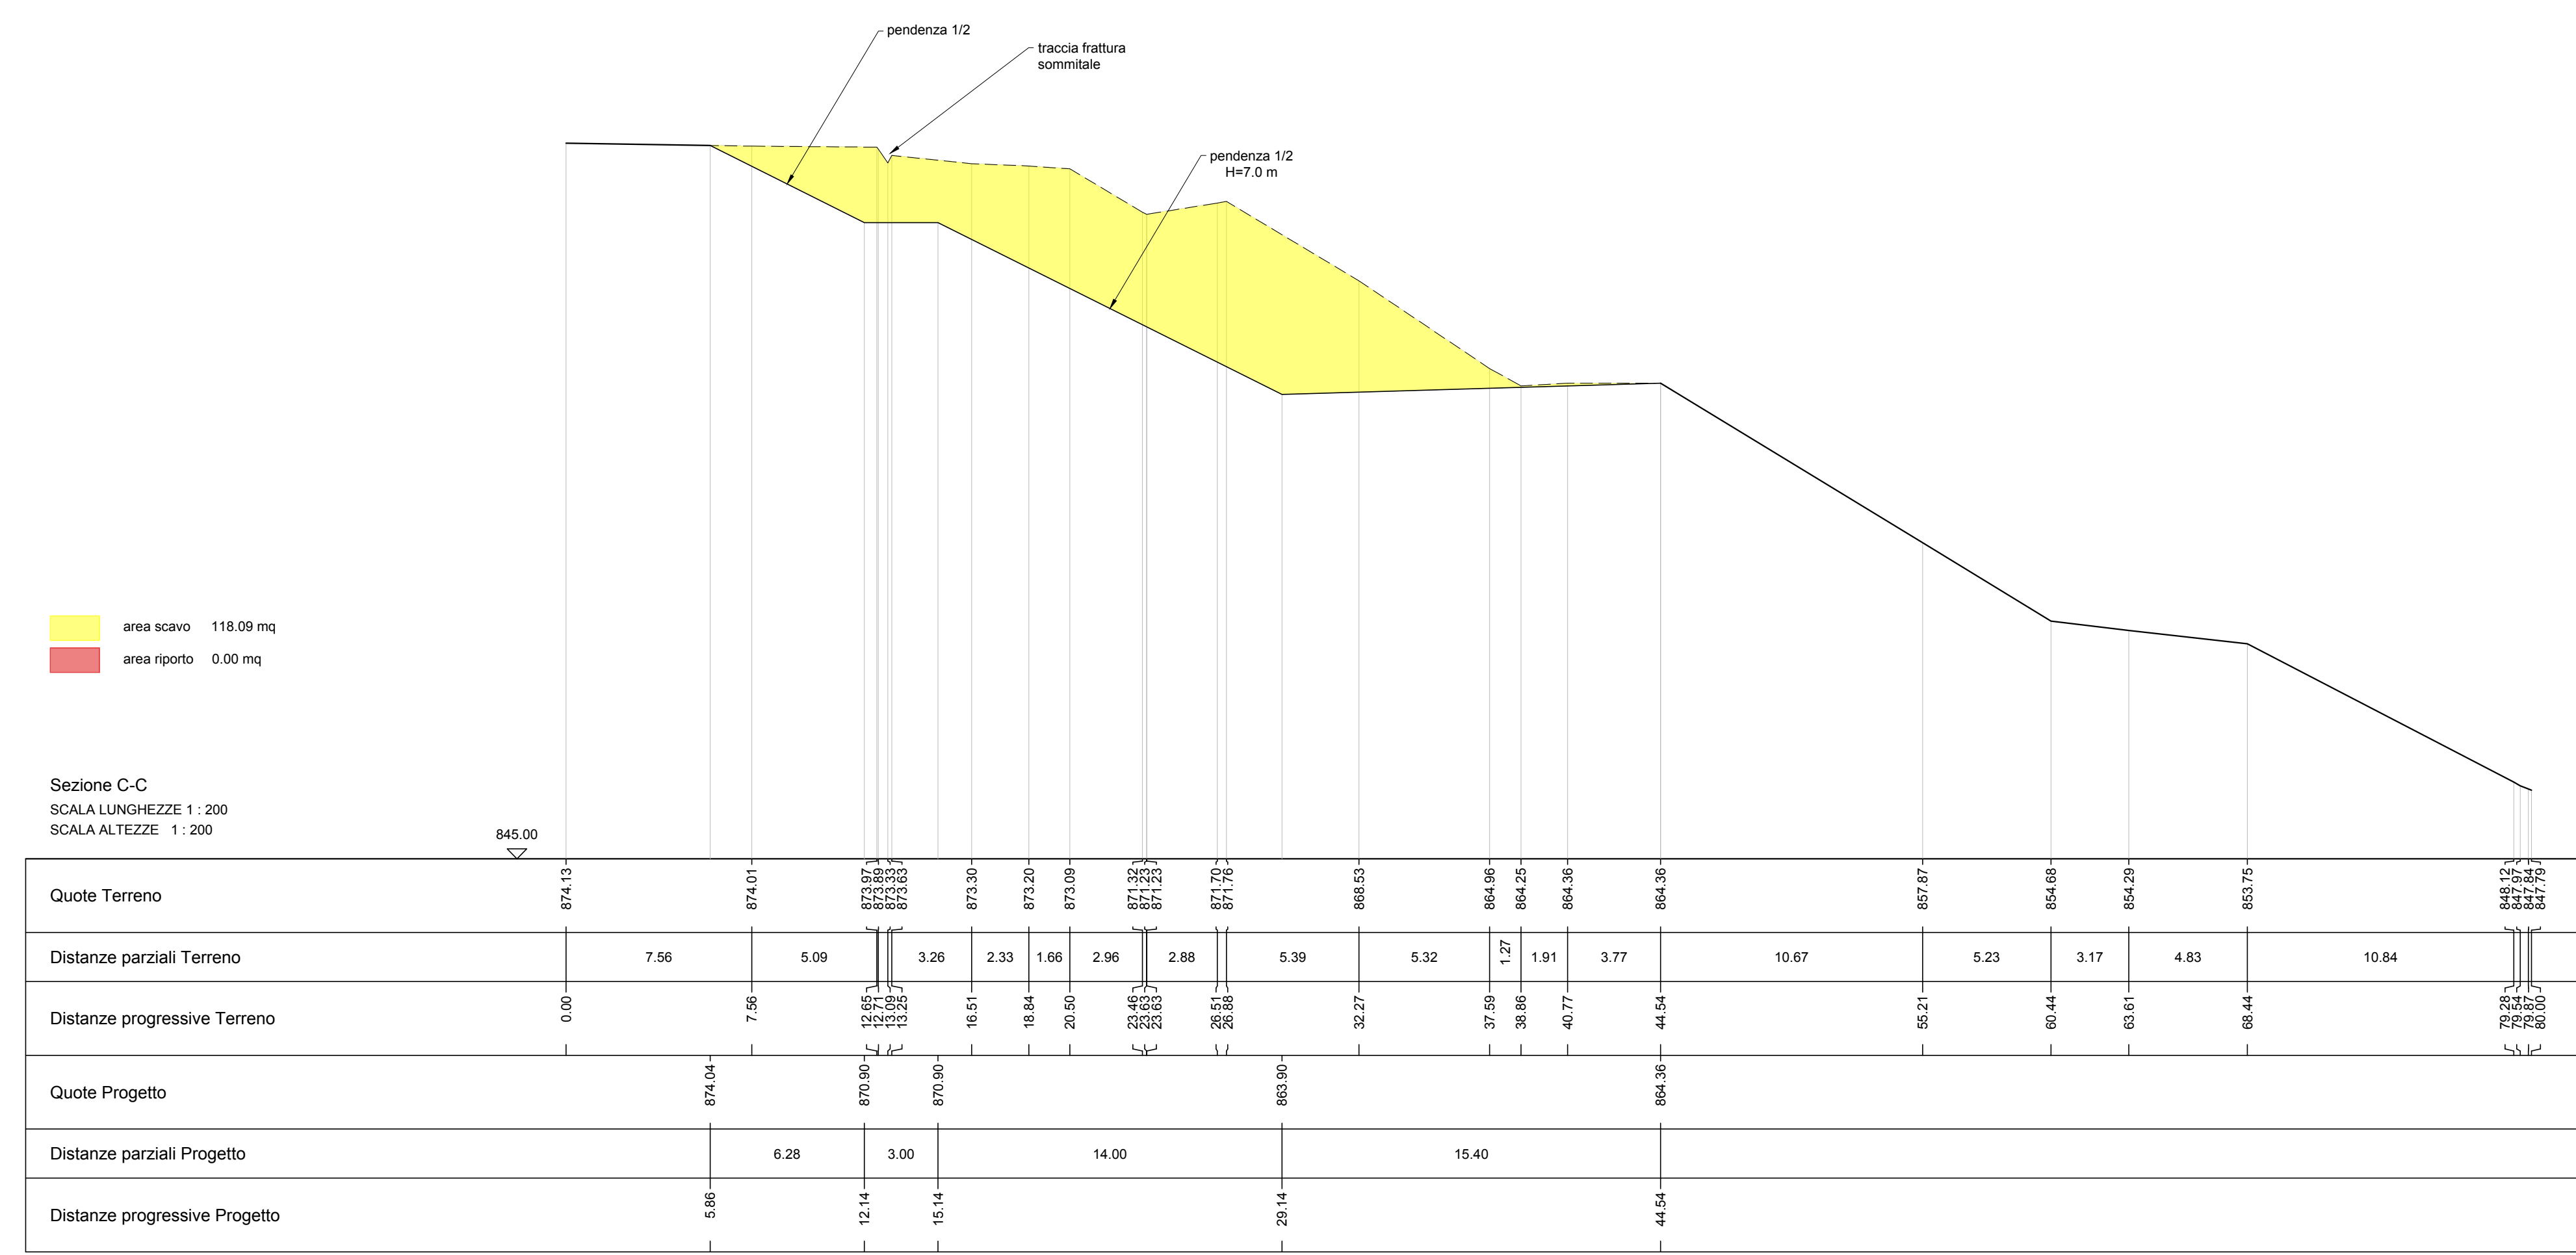 pendenza 1/2
traccia frattura
sommitale
pendenza 1/2
H=7.0 m
area scavo 118.09 mq
area riporto 0.00 mq
Sezione C-C
SCALA LUNGHEZZE 1 : 200
SCALA ALTEZZE 1 : 200
845.00
Quote Terreno 874.13 874.01 873.97 873.89 873.33 873.63 873.30 873.20 873.09 871.32 871.23 871.23 871.70 871.76 868.53 864.96 864.25 864.36 864.36 857.87 854.68 854.29 853.75 848.12 847.97 847.84 847.79
Distanze parziali Terreno 7.56 5.09 3.26 2.33 1.66 2.96 2.88 5.39 5.32 1.27 1.91 3.77 10.67 5.23 3.17 4.83 10.84
Distanze progressive Terreno 0.00 7.56 12.65 12.71 13.09 13.25 16.51 18.84 20.50 23.46 23.63 23.63 26.51 26.88 32.27 37.59 38.86 40.77 44.54 55.21 60.44 63.61 68.44 79.28 79.54 79.87 80.00
Quote Progetto 874.04 870.90 870.90 863.90 864.36
Distanze parziali Progetto 6.28 3.00 14.00 15.40
Distanze progressive Progetto 5.86 12.14 15.14 29.14 44.54